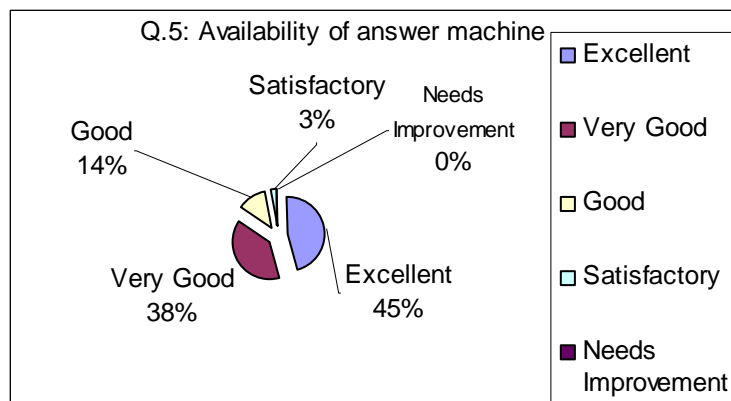 Q.5: Availability of answer machine
Satisfactory
3%
Needs
Improvement
0%
Good
14%
Very Good
38%
Excellent
45%
Excellent
Very Good
Good
Satisfactory
Needs
Improvement